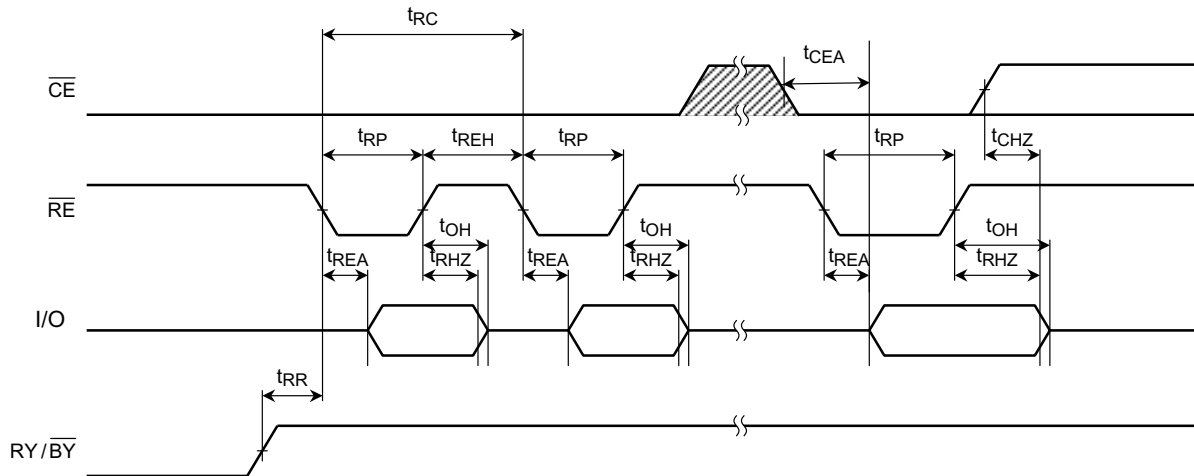 tRC
tCEA
CE
tRP tREH tRP tRP tCHZ
RE
tOH tOH tOH
tREA tRHZ tREA tRHZ tREA tRHZ
I/O
tRR
RY/BY